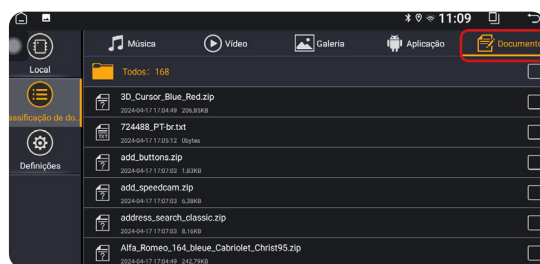 11:09
Música
Vídeo
Galeria
Aplicação
Documento
Local
assificação de do..
Definições
Todos: 168
3D_Cursor_Blue_Red.zip
2024-04-17 17:04:49 206,85KB
724488_PT-br.txt
2024-04-17 17:05:12 0bytes
add_buttons.zip
2024-04-17 17:07:03 1,83KB
add_speedcam.zip
2024-04-17 17:07:03 6,38KB
address_search_classic.zip
2024-04-17 17:07:03 8,16KB
Alfa_Romeo_164_bleue_Cabriolet_Christ95.zip
2024-04-17 17:04:49 242,79KB